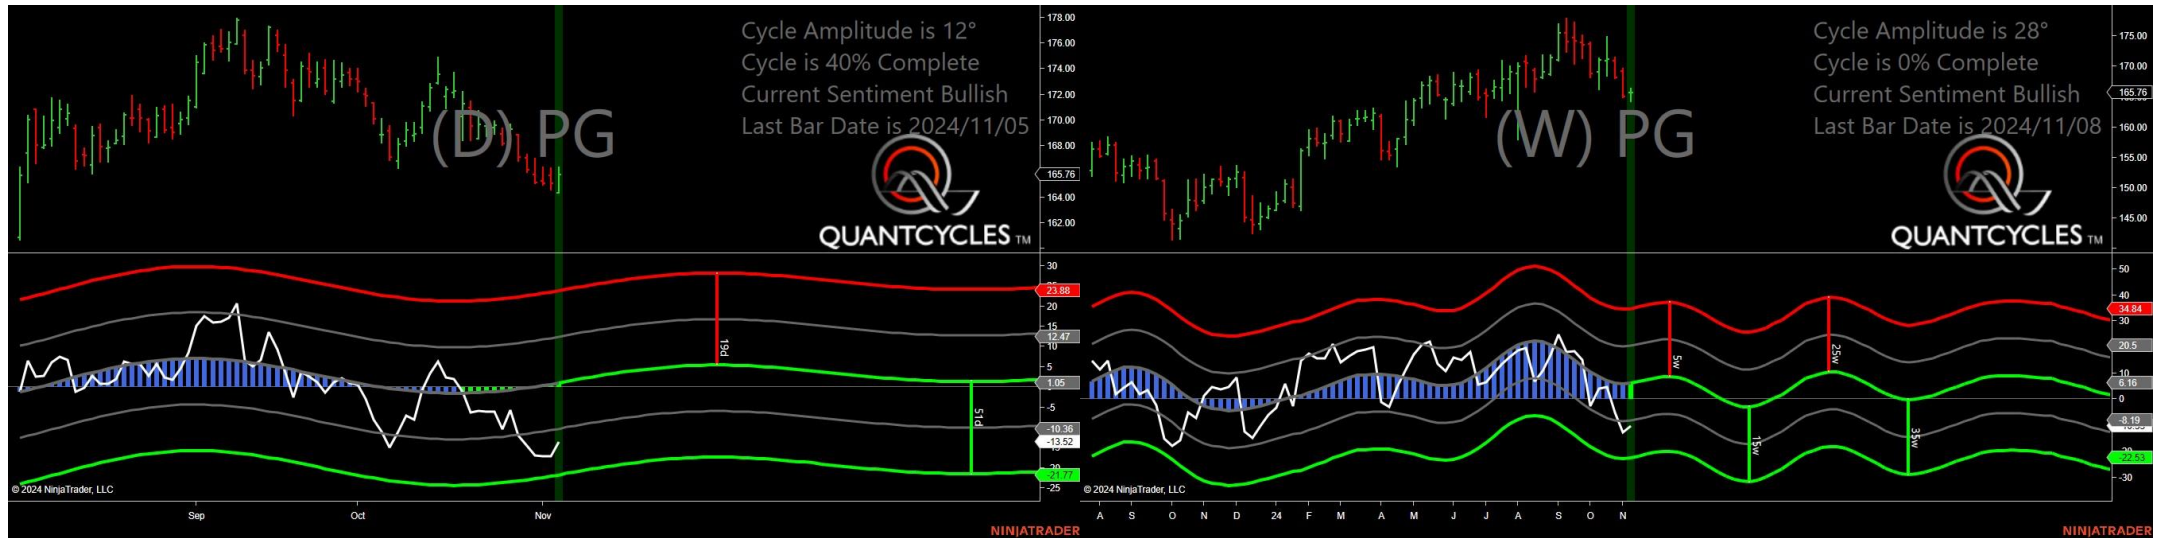 Cycle Amplitude is 12°
Cycle is 40% Complete
Current Sentiment Bullish
Last Bar Date is 2024/11/05
(D) PG
QUANTCYCLES TM
178.00
176.00
174.00
172.00
170.00
168.00
165.76
164.00
162.00
30
23.88
20
15
12.47
10
5
1.05
-5
-10.36
-13.52
-21.77
-25
19d
51d
© 2024 NinjaTrader, LLC
Sep Oct Nov
NINJATRADER
Cycle Amplitude is 28°
Cycle is 0% Complete
Current Sentiment Bullish
Last Bar Date is 2024/11/08
(W) PG
QUANTCYCLES TM
175.00
170.00
165.76
160.00
155.00
150.00
145.00
50
40
34.84
30
20.5
6.16
0
-8.19
-22.53
-30
5w
25w
15w
35w
© 2024 NinjaTrader, LLC
A S O N D 24 F M A M J J A S O N
NINJATRADER